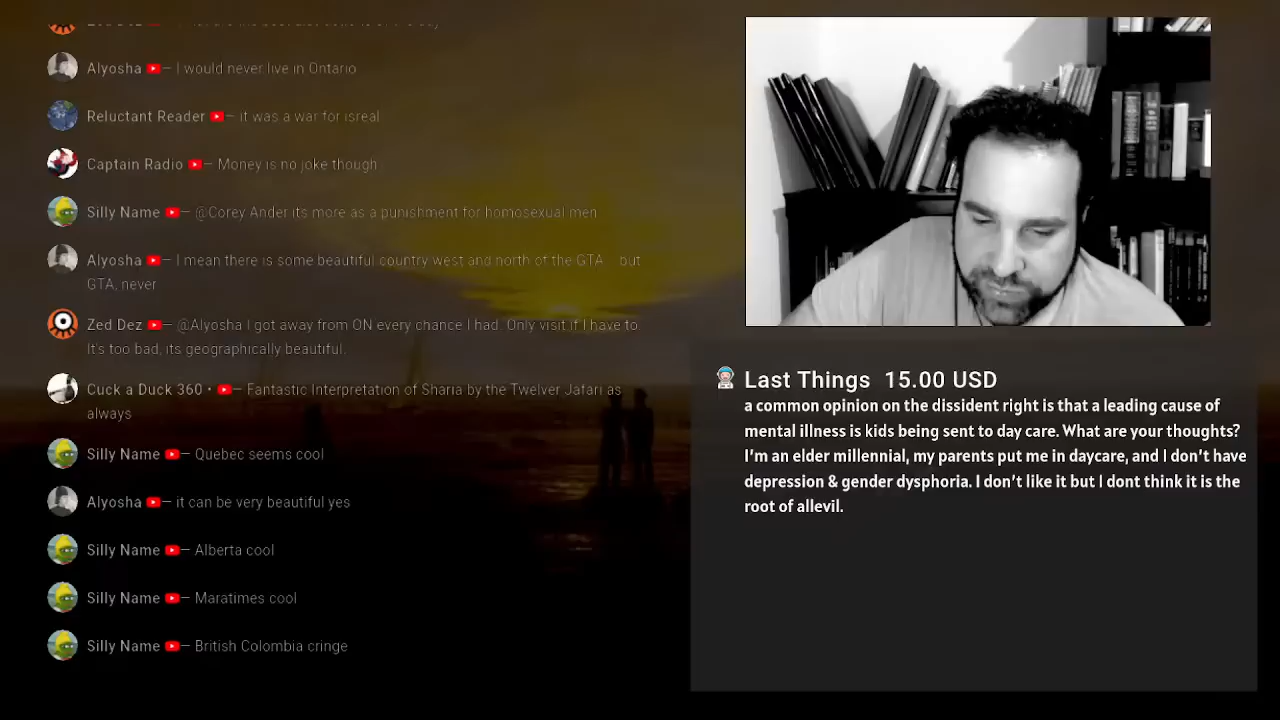 Alyosha — I would never live in Ontario
Reluctant Reader — it was a war for isreal
Captain Radio — Money is no joke though
Silly Name — @Corey Ander its more as a punishment for homosexual men
Alyosha — I mean there is some beautiful country west and north of the GTA... but
GTA, never
Zed Dez — @Alyosha I got away from ON every chance I had. Only visit if I have to.
It's too bad, its geographically beautiful.
Cuck a Duck 360 • — Fantastic Interpretation of Sharia by the Twelver Jafari as
always
Silly Name — Quebec seems cool
Alyosha — it can be very beautiful yes
Silly Name — Alberta cool
Silly Name — Maratimes cool
Silly Name — British Colombia cringe
Last Things 15.00 USD
a common opinion on the dissident right is that a leading cause of
mental illness is kids being sent to day care. What are your thoughts?
I'm an elder millennial, my parents put me in daycare, and I don't have
depression & gender dysphoria. I don't like it but I dont think it is the
root of allevil.